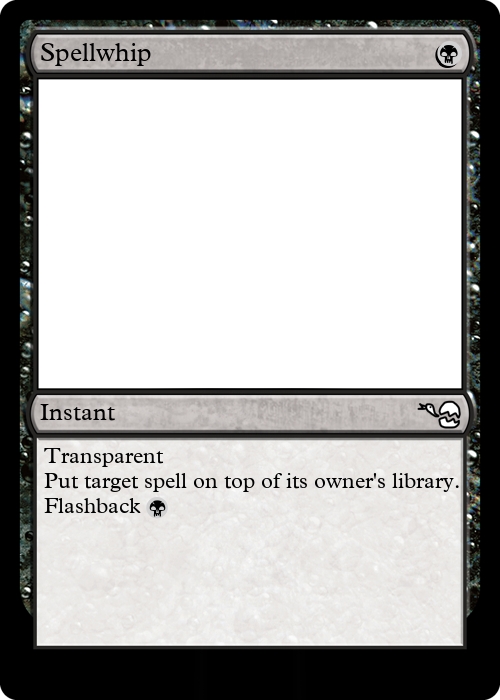 Spellwhip
Instant
Transparent
Put target spell on top of its owner's library.
Flashback